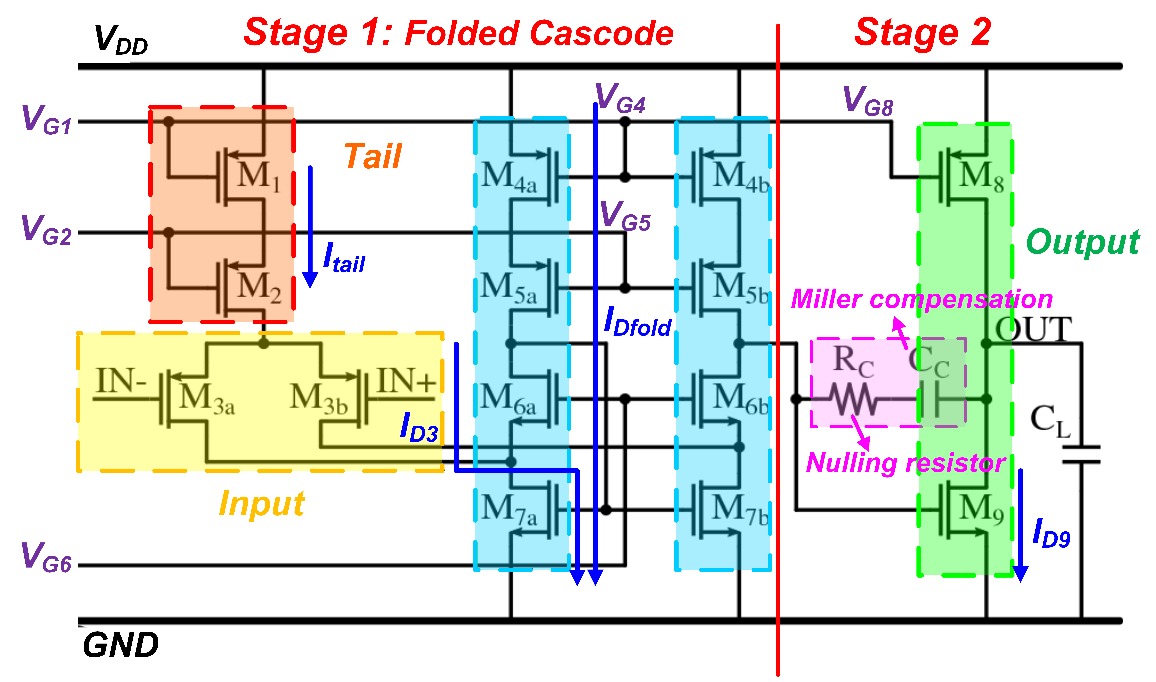 Stage 1: Folded Cascode
Stage 2
VDD
VG1
VG4
VG8
Tail
M1
M4a
M4b
M8
VG2
VG5
Itail
Output
M2
M5a
M5b
Miller compensation
IDfold
OUT
IN-
M3a
M3b
IN+
M6a
M6b
RC
CC
ID3
CL
Nulling resistor
Input
M7a
M7b
M9
ID9
VG6
GND